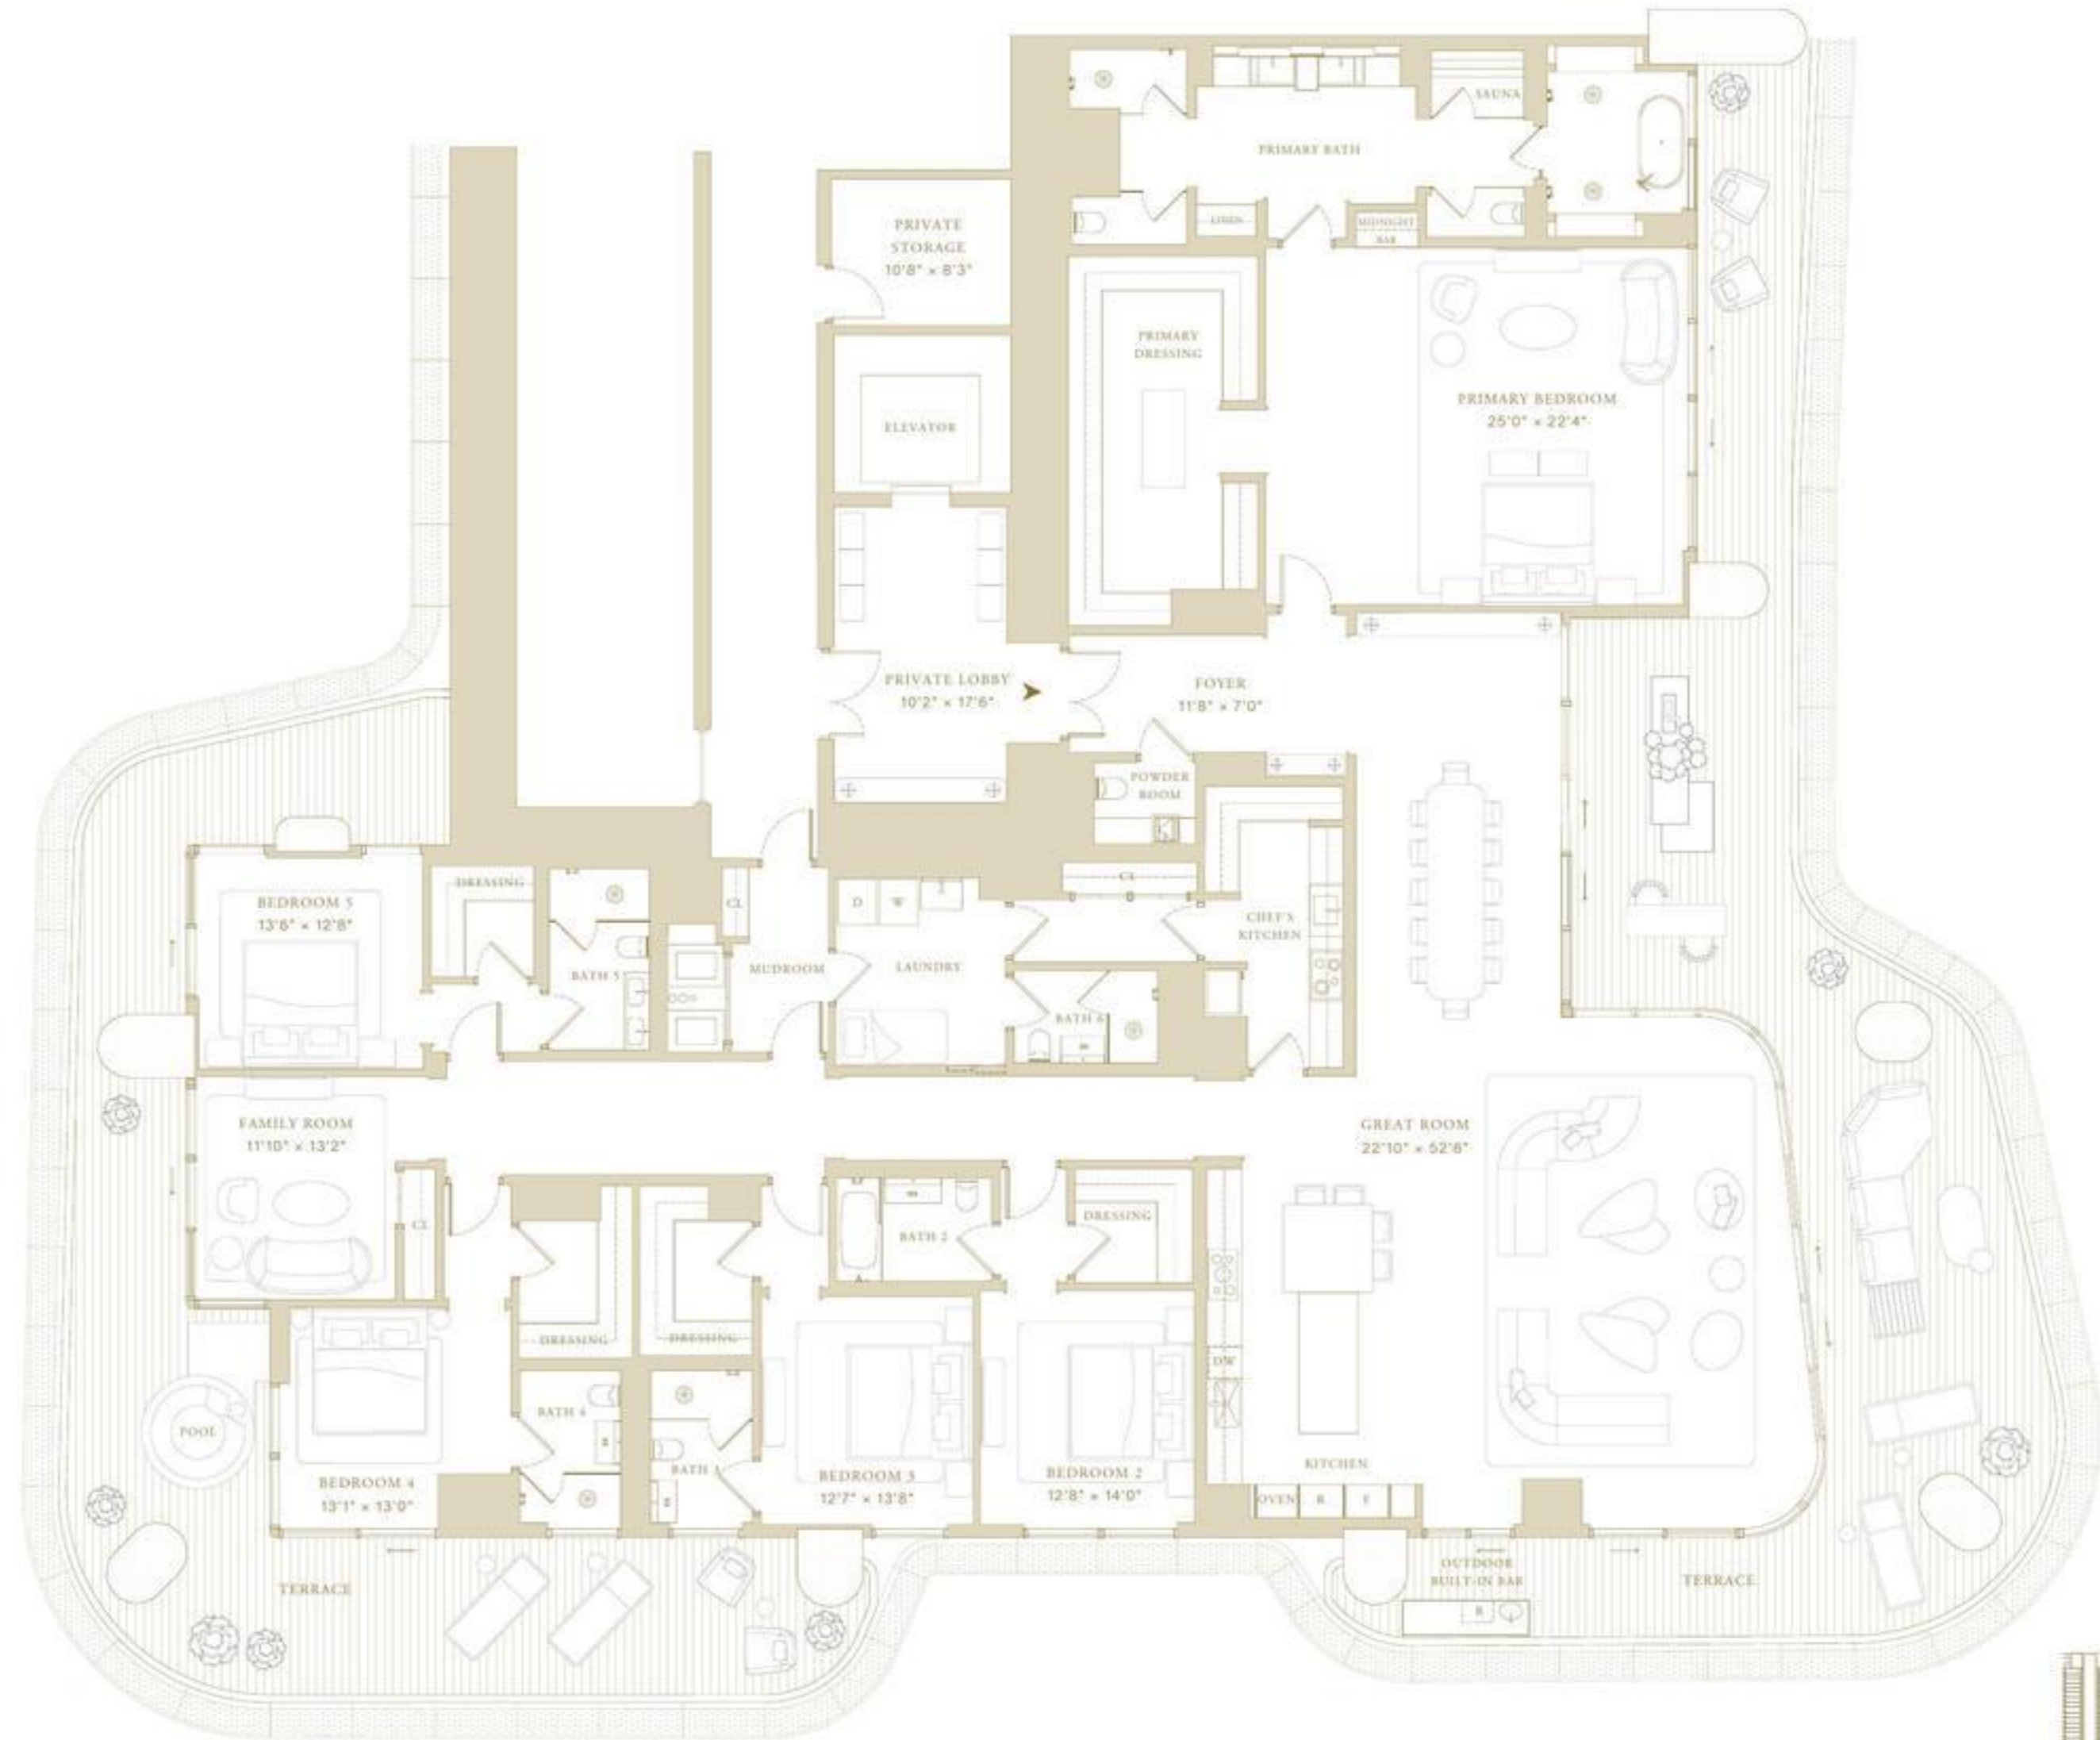 SAUNA
PRIMARY BATH
LINEN
MIDNIGHT
BAR
PRIVATE
STORAGE
10'8" × 8'3"
PRIMARY
DRESSING
PRIMARY BEDROOM
25'0" × 22'4"
ELEVATOR
PRIVATE LOBBY
10'2" × 17'6"
FOYER
11'8" × 7'0"
POWDER
ROOM
BEDROOM 5
13'6" × 12'8"
DRESSING
BATH 5
CL
MUDROOM
D
W
LAUNDRY
CL
CHEF'S
KITCHEN
BATH 6
FAMILY ROOM
11'10" × 13'2"
CL
GREAT ROOM
22'10" × 52'6"
BATH 2
DRESSING
DRESSING
DRESSING
DW
POOL
BATH 4
BATH 3
BEDROOM 4
13'1" × 13'0"
BEDROOM 3
12'7" × 13'8"
BEDROOM 2
12'8" × 14'0"
KITCHEN
OVEN
R
F
TERRACE
OUTDOOR
BUILT-IN BAR
R
TERRACE